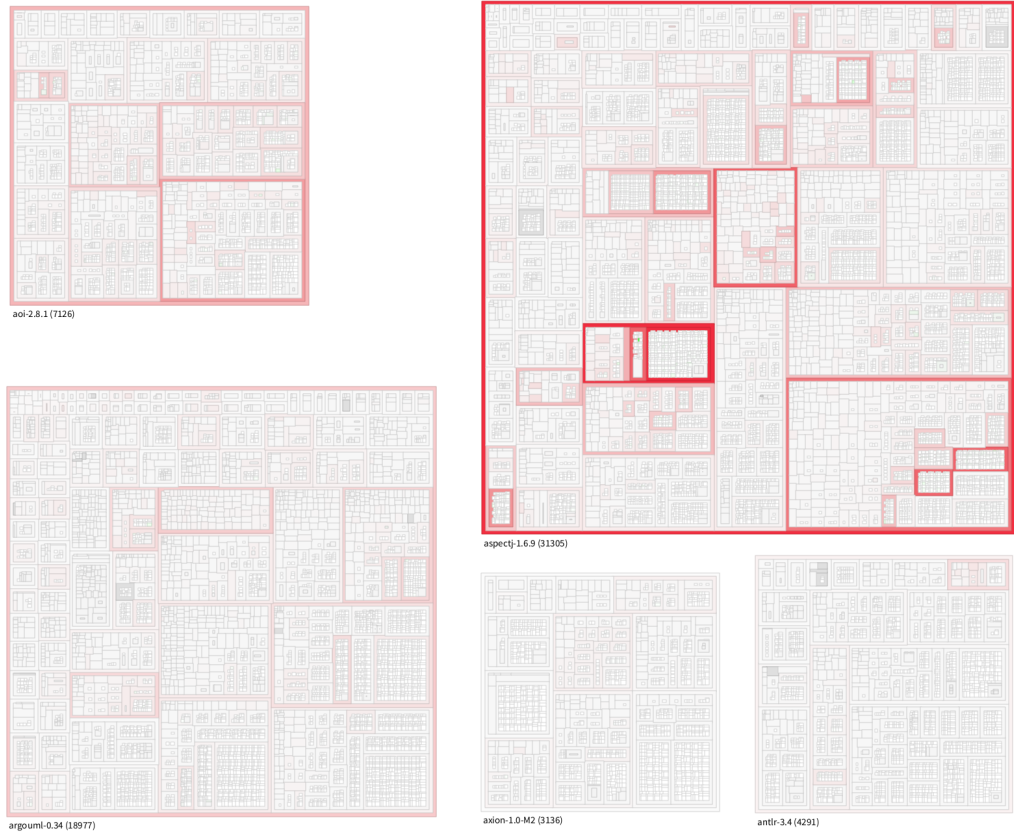 aoi-2.8.1 (7126)
aspectj-1.6.9 (31305)
argouml-0.34 (18977)
axion-1.0-M2 (3136)
antlr-3.4 (4291)